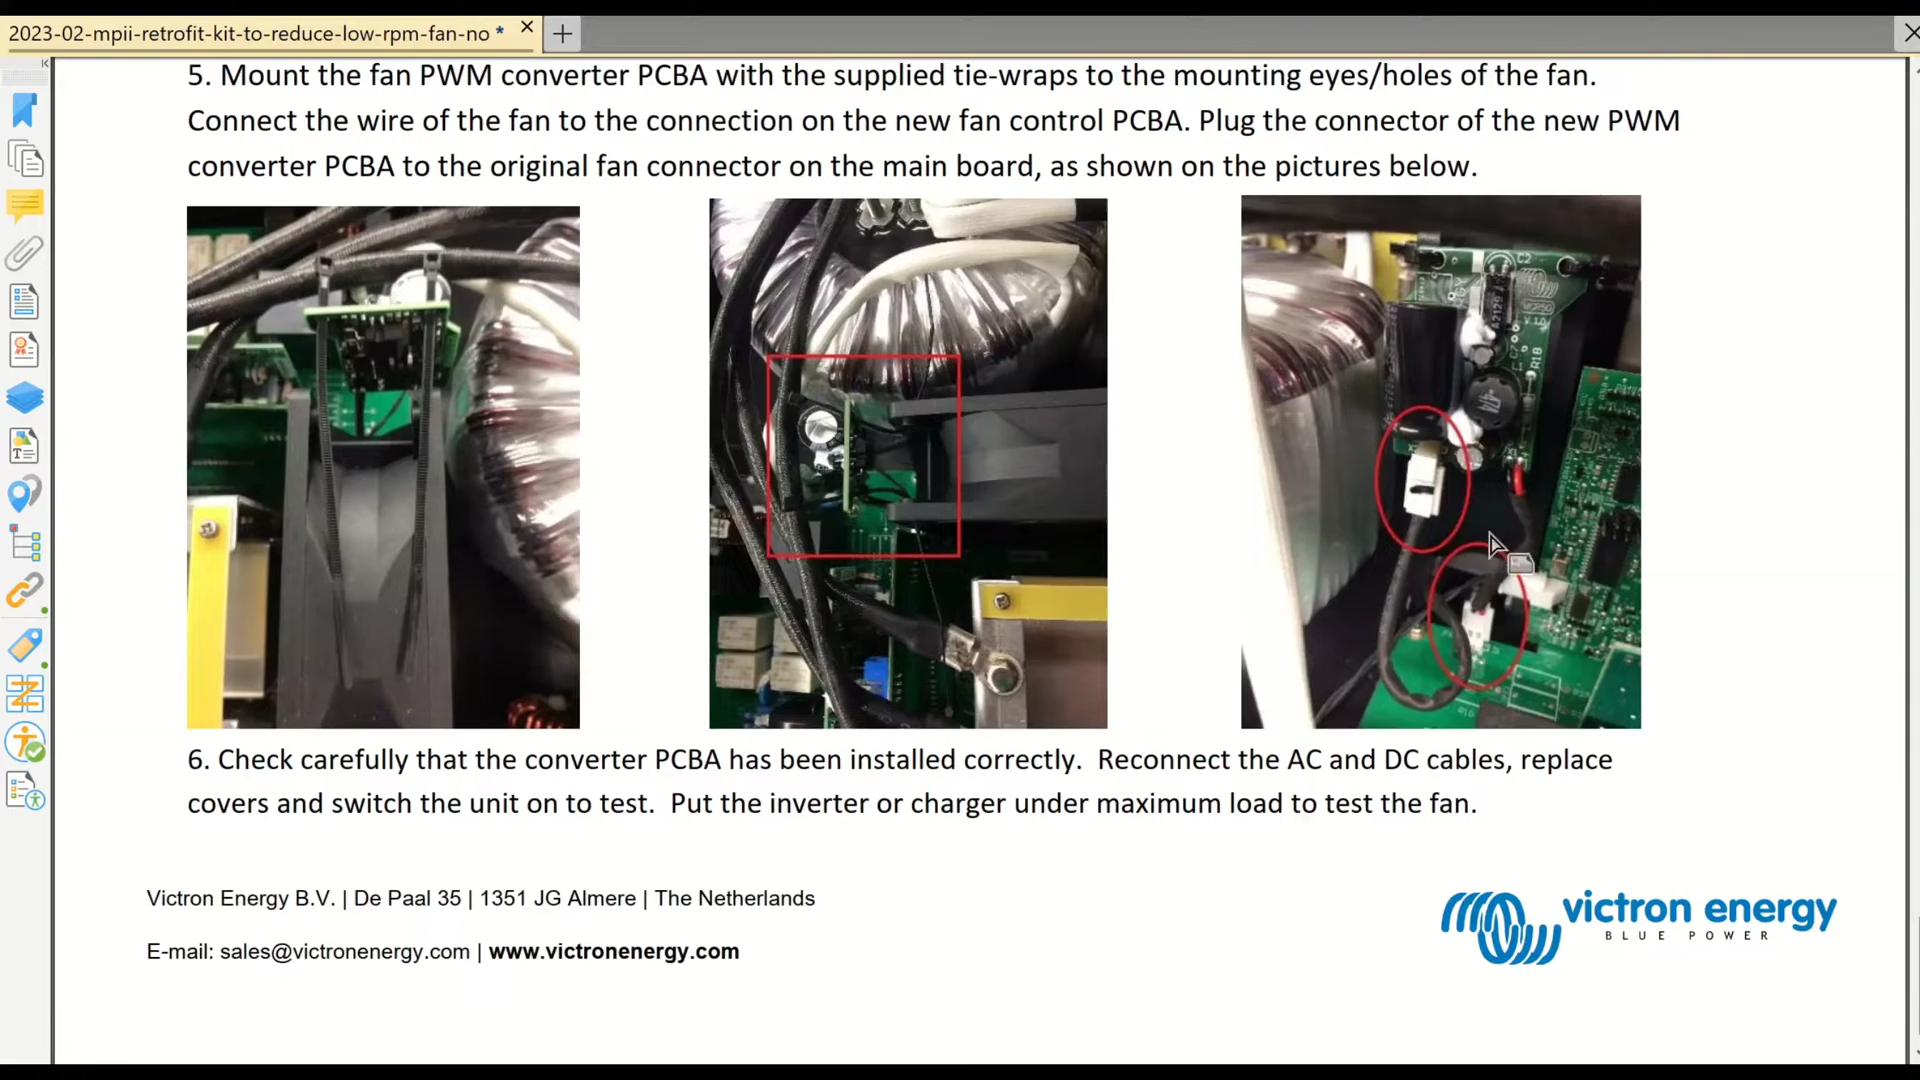 2023-02-mpii-retrofit-kit-to-reduce-low-rpm-fan-no *
5. Mount the fan PWM converter PCBA with the supplied tie-wraps to the mounting eyes/holes of the fan.
Connect the wire of the fan to the connection on the new fan control PCBA. Plug the connector of the new PWM
converter PCBA to the original fan connector on the main board, as shown on the pictures below.
C2
A2129
C7
L1
R18
474
6. Check carefully that the converter PCBA has been installed correctly. Reconnect the AC and DC cables, replace
covers and switch the unit on to test. Put the inverter or charger under maximum load to test the fan.
Victron Energy B.V. | De Paal 35 | 1351 JG Almere | The Netherlands
E-mail: sales@victronenergy.com | www.victronenergy.com
victron energy
BLUE POWER